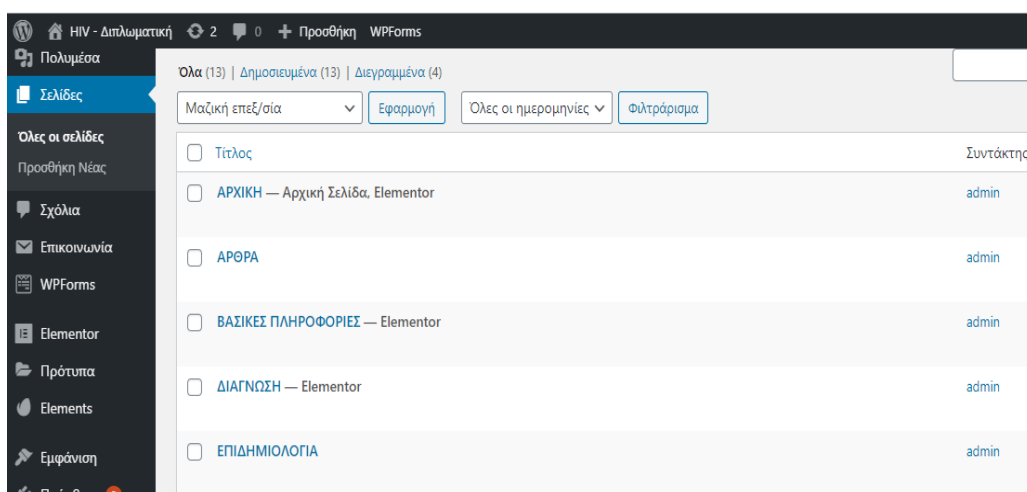 HIV - Διπλωματική 2 0 Προσθήκη WPForms
Πολυμέσα
Σελίδες
Όλες οι σελίδες
Προσθήκη Νέας
Σχόλια
Επικοινωνία
WPForms
Elementor
Πρότυπα
Elements
Εμφάνιση
Όλα (13) | Δημοσιευμένα (13) | Διεγραμμένα (4)
Μαζική επεξ/σία Εφαρμογή Όλες οι ημερομηνίες Φιλτράρισμα
Τίτλος Συντάκτης
ΑΡΧΙΚΗ — Αρχική Σελίδα, Elementor admin
ΑΡΘΡΑ admin
ΒΑΣΙΚΕΣ ΠΛΗΡΟΦΟΡΙΕΣ — Elementor admin
ΔΙΑΓΝΩΣΗ — Elementor admin
ΕΠΙΔΗΜΙΟΛΟΓΙΑ admin